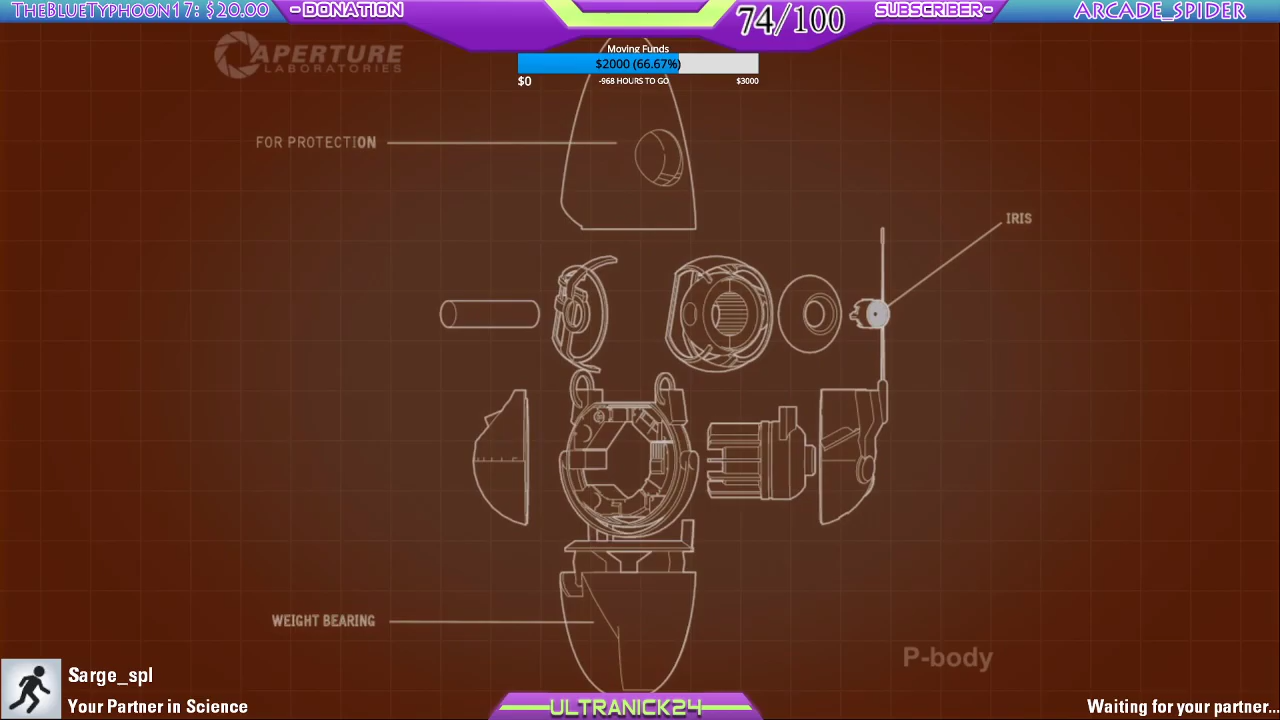 TheBlueTyphoon17: $20.00
-DONATION
74/100
SUBSCRIBER-
ARCADE_SPIDER
Moving Funds
$2000 (66.67%)
$0
-968 HOURS TO GO
$3000
APERTURE
LABORATORIES
FOR PROTECTION
IRIS
WEIGHT BEARING
P-body
Sarge_spl
Your Partner in Science
ULTRANICK24
Waiting for your partner...